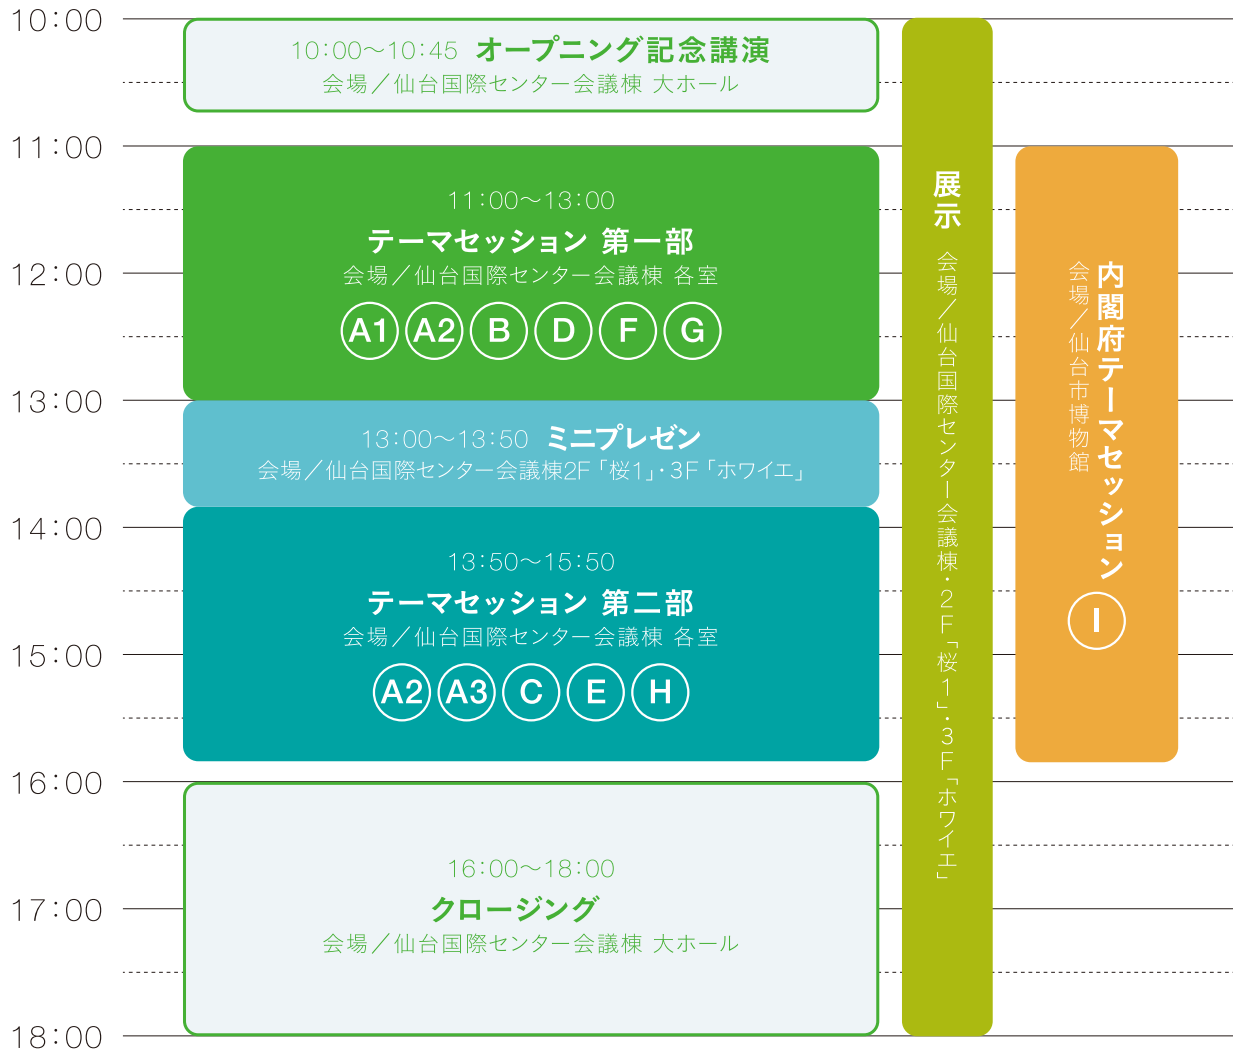 10:00
11:00
12:00
13:00
14:00
15:00
16:00
17:00
18:00
10:00〜10:45 オープニング記念講演
会場／仙台国際センター会議棟 大ホール
11:00〜13:00
テーマセッション 第一部
会場／仙台国際センター会議棟 各室
A1 A2 B D F G
13:00〜13:50 ミニプレゼン
会場／仙台国際センター会議棟2F「桜1」・3F「ホワイエ」
13:50〜15:50
テーマセッション 第二部
会場／仙台国際センター会議棟 各室
A2 A3 C E H
16:00〜18:00
クロージング
会場／仙台国際センター会議棟 大ホール
展示 会場／仙台国際センター会議棟・2F「桜1」・3F「ホワイエ」
内閣府テーマセッション I
会場／仙台市博物館